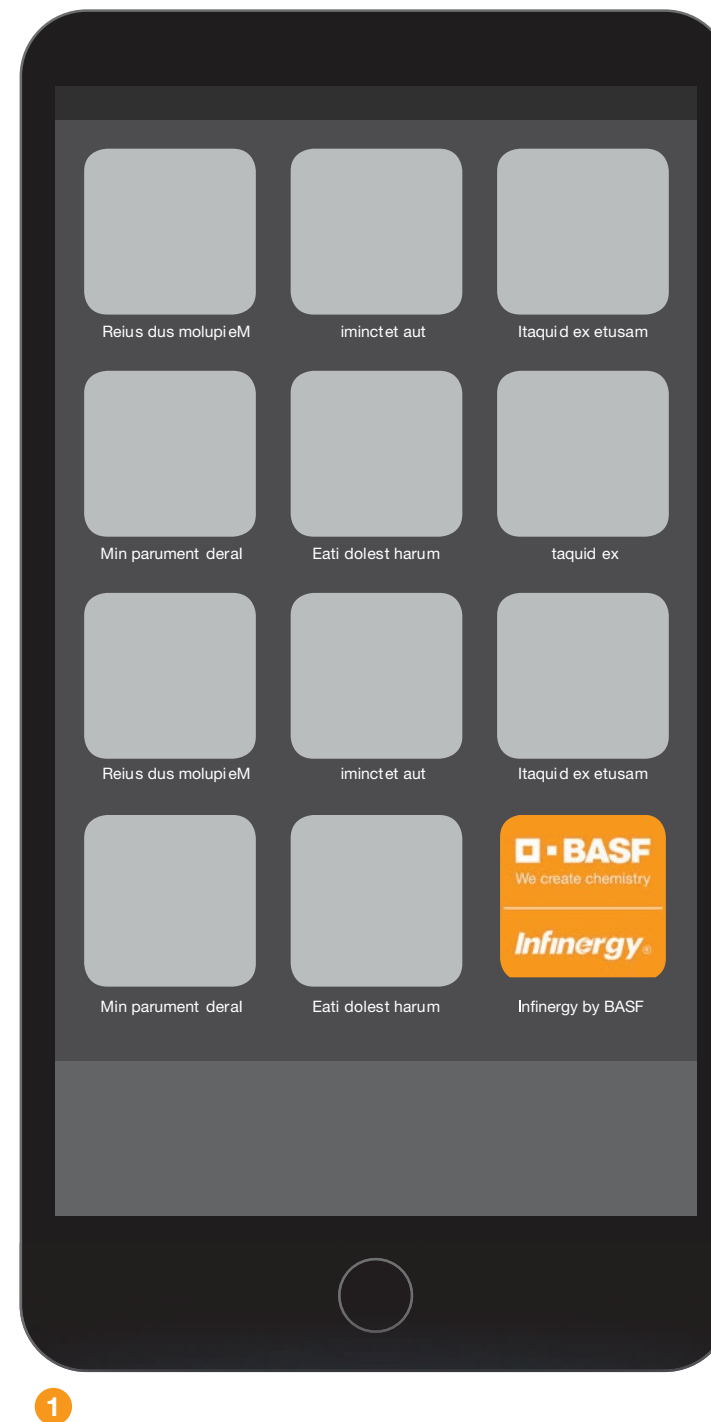 Reius dus molupieM iminctet aut Itaquid ex etusam
Min parument deral Eati dolest harum taquid ex
Reius dus molupieM iminctet aut Itaquid ex etusam
BASF
We create chemistry
Infinergy®
Min parument deral Eati dolest harum Infinergy by BASF
1